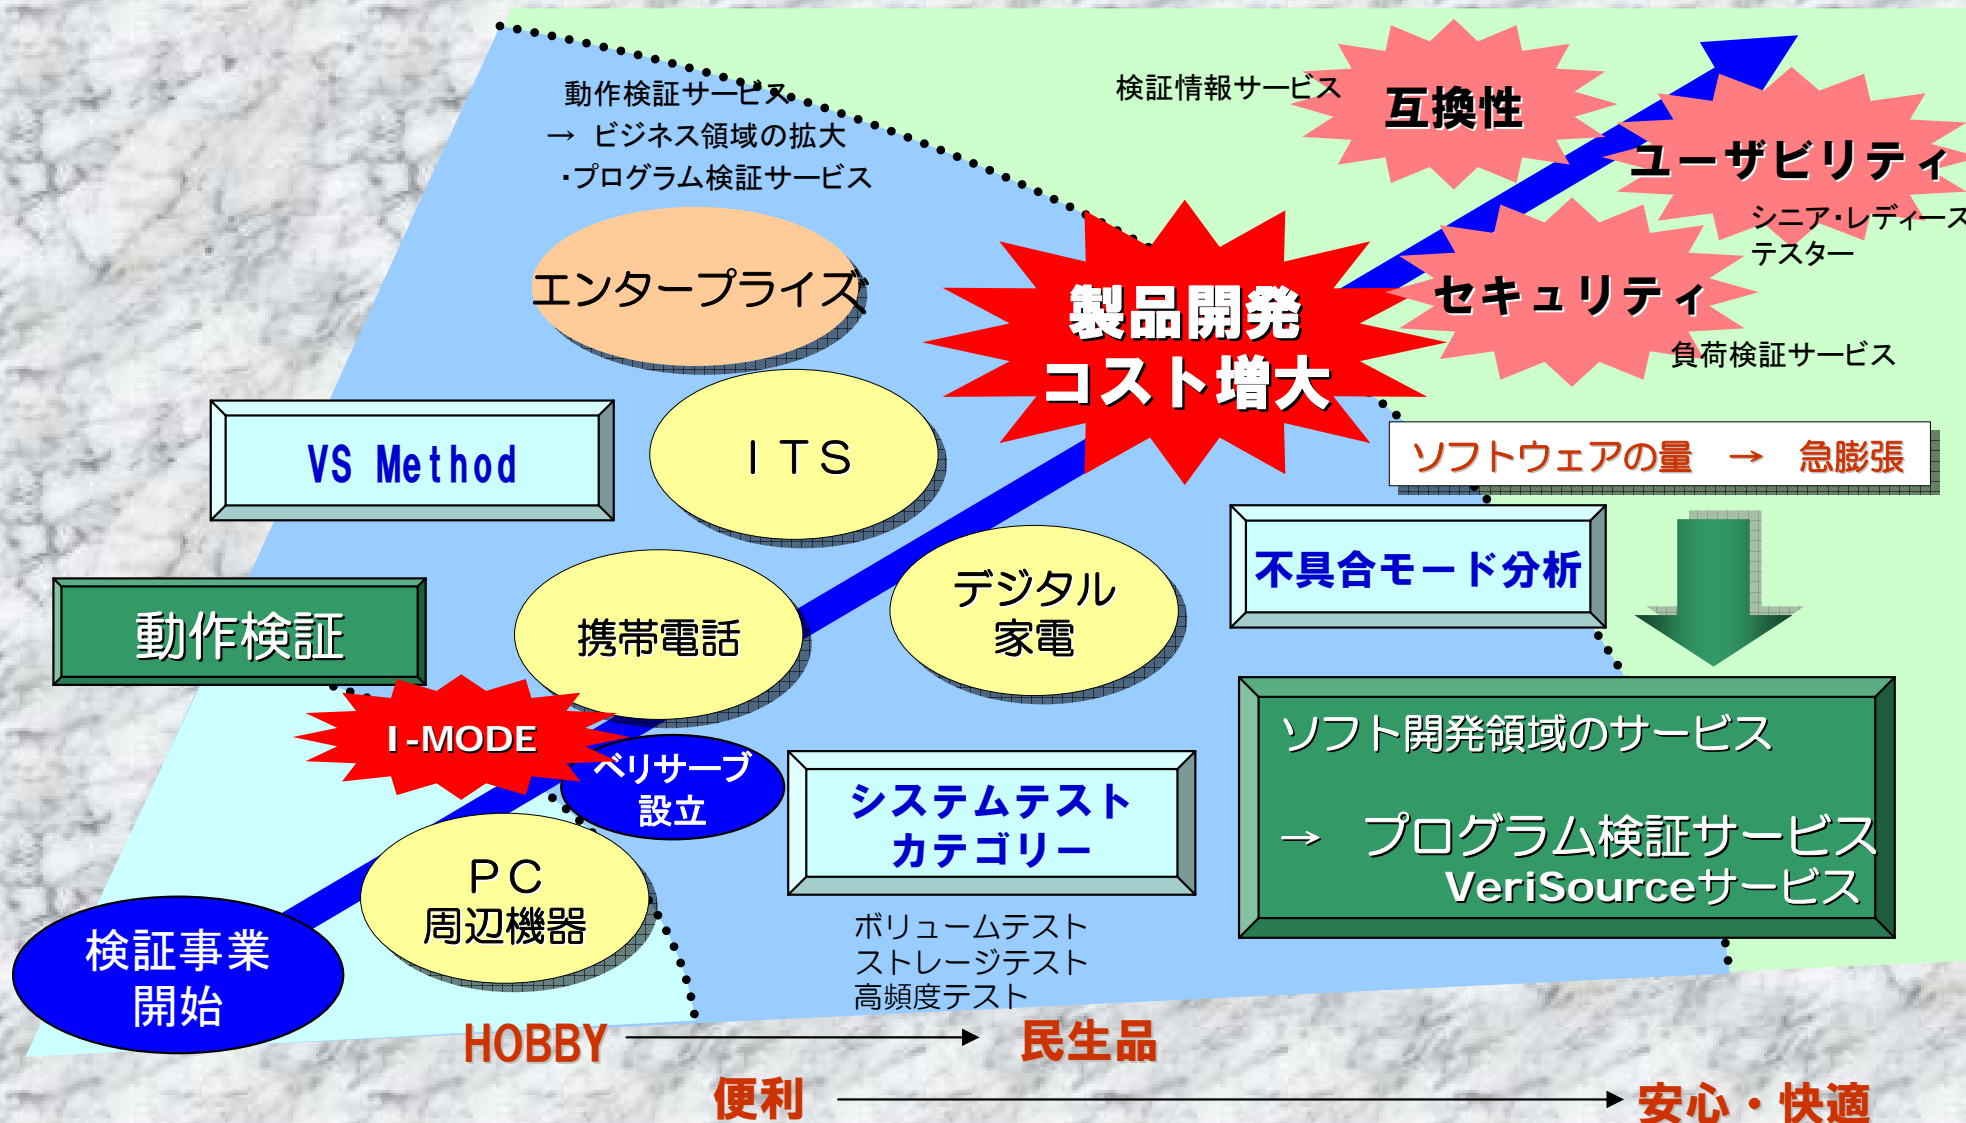 動作検証サービス
→ ビジネス領域の拡大
・プログラム検証サービス
検証情報サービス
互換性
ユーザビリティ
シニア・レディース
テスター
セキュリティ
負荷検証サービス
エンタープライズ
製品開発
コスト増大
VS Method
ITS
ソフトウェアの量 → 急膨張
不具合モード分析
動作検証
携帯電話
デジタル
家電
I-MODE
ベリサーブ
設立
システムテスト
カテゴリー
ソフト開発領域のサービス
→ プログラム検証サービス
VeriSourceサービス
PC
周辺機器
検証事業
開始
ボリュームテスト
ストレージテスト
高頻度テスト
HOBBY
民生品
便利
安心・快適